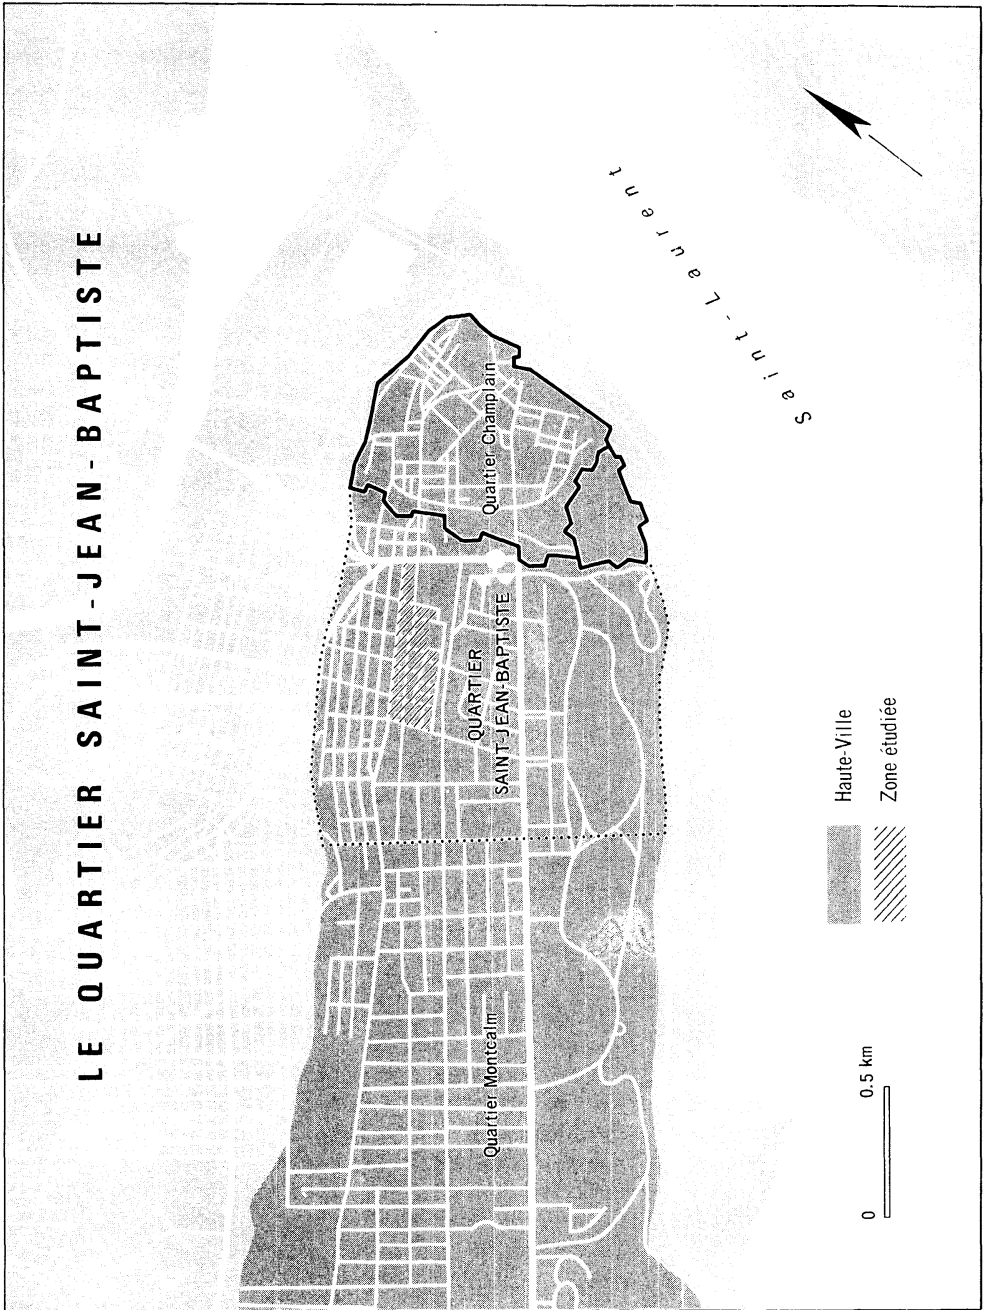 LE QUARTIER SAINT-JEAN-BAPTISTE
Quartier Champlain
QUARTIER
SAINT-JEAN-BAPTISTE
Quartier Montcalm
Saint-Laurent
Haute-Ville
Zone étudiée
0 0.5 km